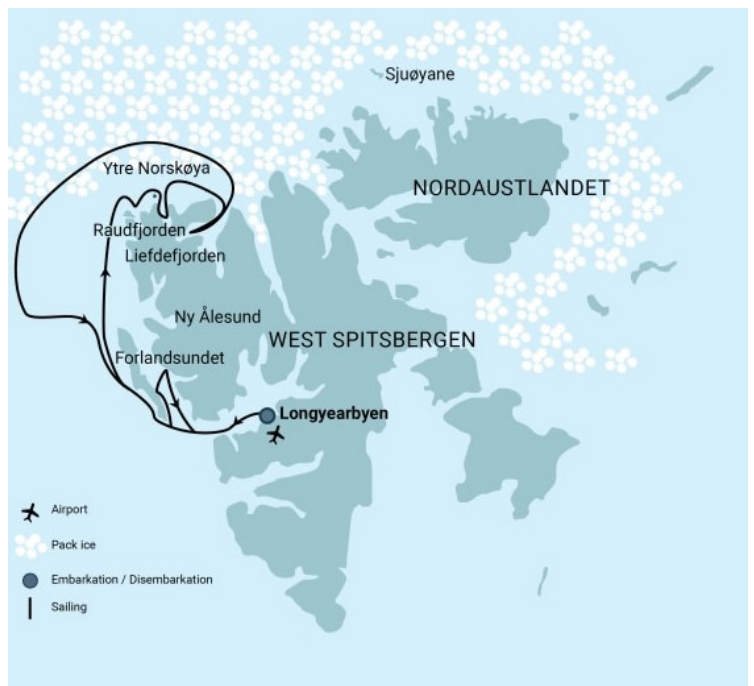 Sjuøyane
Ytre Norskøya
NORDAUSTLANDET
Raudfjorden
Liefdefjorden
Ny Ålesund
WEST SPITSBERGEN
Forlandsundet
Longyearbyen
Airport
Pack ice
Embarkation / Disembarkation
Sailing